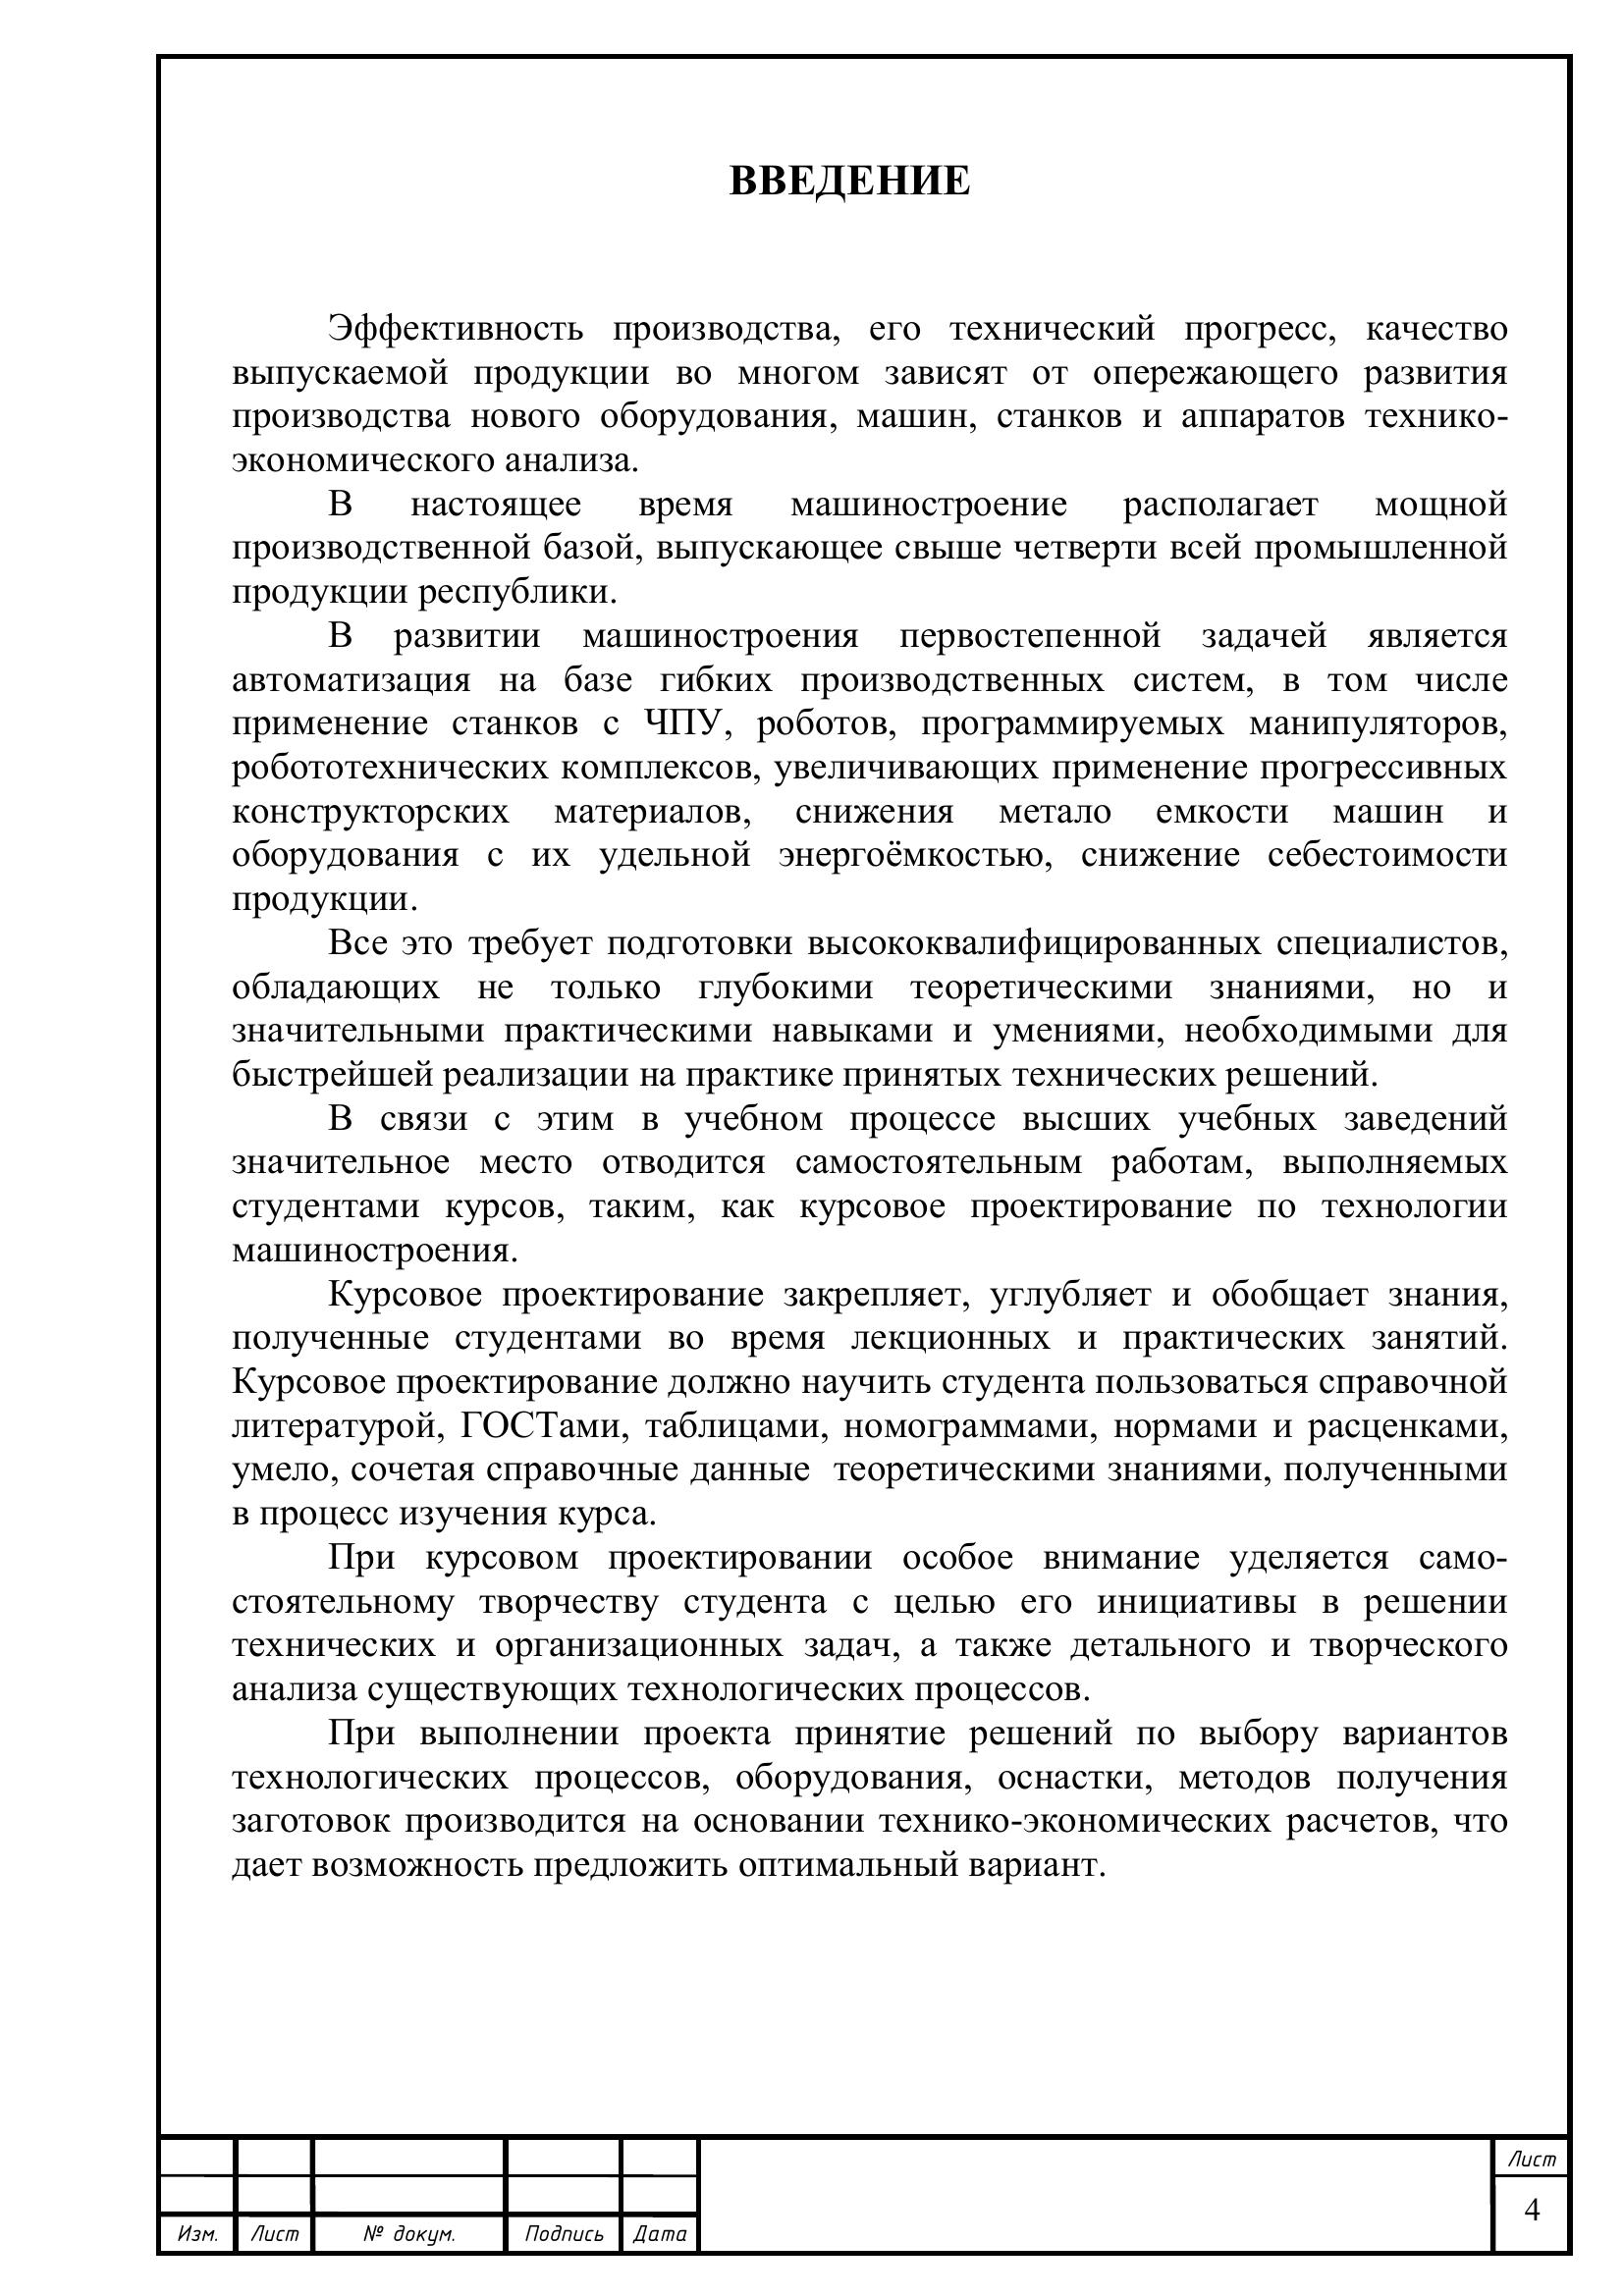 ВВЕДЕНИЕ
Эффективность производства, его технический прогресс, качество
выпускаемой продукции во многом зависят от опережающего развития
производства нового оборудования, машин, станков и аппаратов технико-
экономического анализа.
В настоящее время машиностроение располагает мощной
производственной базой, выпускающее свыше четверти всей промышленной
продукции республики.
В развитии машиностроения первостепенной задачей является
автоматизация на базе гибких производственных систем, в том числе
применение станков с ЧПУ, роботов, программируемых манипуляторов,
робототехнических комплексов, увеличивающих применение прогрессивных
конструкторских материалов, снижения метало емкости машин и
оборудования с их удельной энергоёмкостью, снижение себестоимости
продукции.
Все это требует подготовки высококвалифицированных специалистов,
обладающих не только глубокими теоретическими знаниями, но и
значительными практическими навыками и умениями, необходимыми для
быстрейшей реализации на практике принятых технических решений.
В связи с этим в учебном процессе высших учебных заведений
значительное место отводится самостоятельным работам, выполняемых
студентами курсов, таким, как курсовое проектирование по технологии
машиностроения.
Курсовое проектирование закрепляет, углубляет и обобщает знания,
полученные студентами во время лекционных и практических занятий.
Курсовое проектирование должно научить студента пользоваться справочной
литературой, ГОСТами, таблицами, номограммами, нормами и расценками,
умело, сочетая справочные данные теоретическими знаниями, полученными
в процесс изучения курса.
При курсовом проектировании особое внимание уделяется само-
стоятельному творчеству студента с целью его инициативы в решении
технических и организационных задач, а также детального и творческого
анализа существующих технологических процессов.
При выполнении проекта принятие решений по выбору вариантов
технологических процессов, оборудования, оснастки, методов получения
заготовок производится на основании технико-экономических расчетов, что
дает возможность предложить оптимальный вариант.
Лист
4
Изм. Лист № докум. Подпись Дата